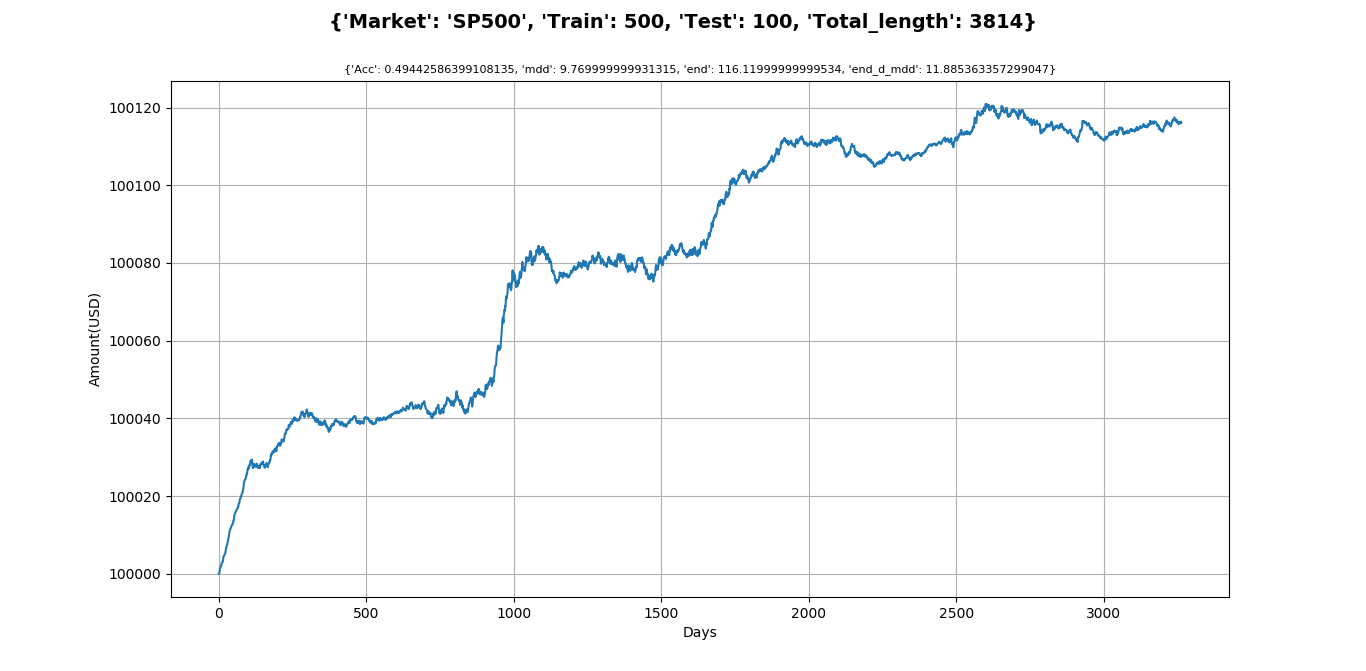 {'Market': 'SP500', 'Train': 500, 'Test': 100, 'Total_length': 3814}
{'Acc': 0.49442586399108135, 'mdd': 9.769999999931315, 'end': 116.11999999999534, 'end_d_mdd': 11.885363357299047}
100120
100100
100080
100060
100040
100020
100000
Amount(USD)
0 500 1000 1500 2000 2500 3000
Days